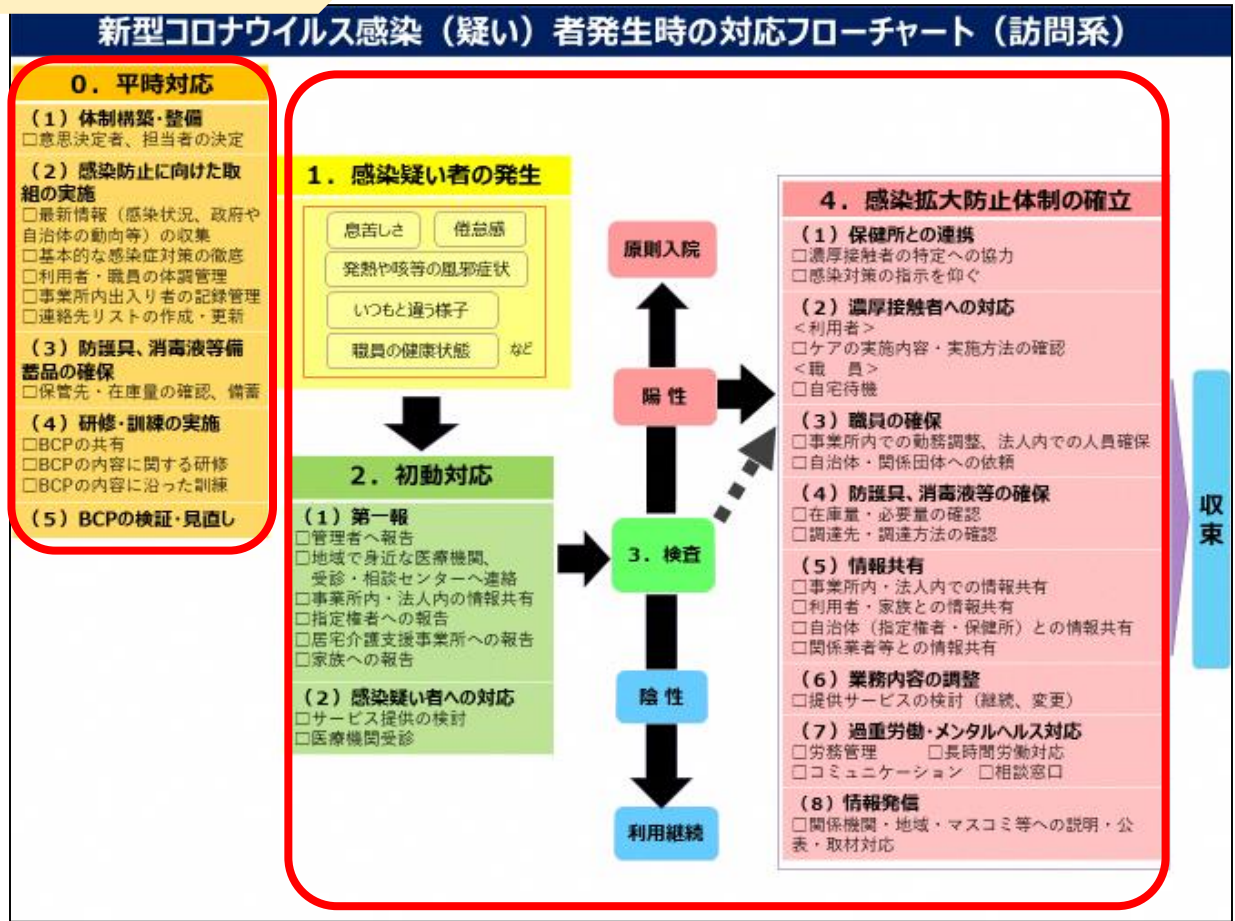 新型コロナウイルス感染(疑い)者発生時の対応フローチャート(訪問系)
0.平時対応
(1)体制構築・整備
□意思決定者、担当者の決定
(2)感染防止に向けた取
組の実施
□最新情報(感染状況、政府や
自治体の動向等)の収集
□基本的な感染症対策の徹底
□利用者・職員の体調管理
□事業所内出入り者の記録管理
□連絡先リストの作成・更新
(3)防護具、消毒液等備
蓄品の確保
□保管先・在庫量の確認、備蓄
(4)研修・訓練の実施
□BCPの共有
□BCPの内容に関する研修
□BCPの内容に沿った訓練
(5)BCPの検証・見直し
1.感染疑い者の発生
息苦しさ
倦怠感
発熱や咳等の風邪症状
いつもと違う様子
職員の健康状態
など
2.初動対応
(1)第一報
□管理者へ報告
□地域で身近な医療機関、
受診・相談センターへ連絡
□事業所内・法人内の情報共有
□指定権者への報告
□居宅介護支援事業所への報告
□家族への報告
(2)感染疑い者への対応
□サービス提供の検討
□医療機関受診
原則入院
陽性
3.検査
陰性
利用継続
4.感染拡大防止体制の確立
(1)保健所との連携
□濃厚接触者の特定への協力
□感染対策の指示を仰ぐ
(2)濃厚接触者への対応
<利用者>
□ケアの実施内容・実施方法の確認
<職 員>
□自宅待機
(3)職員の確保
□事業所内での勤務調整、法人内での人員確保
□自治体・関係団体への依頼
(4)防護具、消毒液等の確保
□在庫量・必要量の確認
□調達先・調達方法の確認
(5)情報共有
□事業所内・法人内での情報共有
□利用者・家族との情報共有
□自治体(指定権者・保健所)との情報共有
□関係業者等との情報共有
(6)業務内容の調整
□提供サービスの検討(継続、変更)
(7)過重労働・メンタルヘルス対応
□労務管理 □長時間労働対応
□コミュニケーション □相談窓口
(8)情報発信
□関係機関・地域・マスコミ等への説明・公
表・取材対応
収束